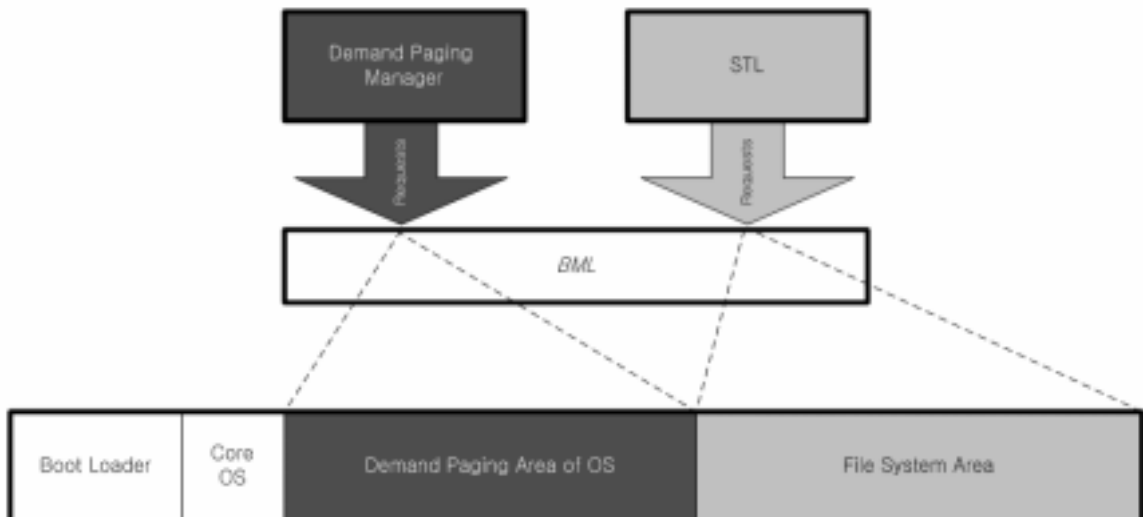 Demand Paging
Manager
STL
Requests
Requests
BML
Boot Loader
Core
OS
Demand Paging Area of OS
File System Area